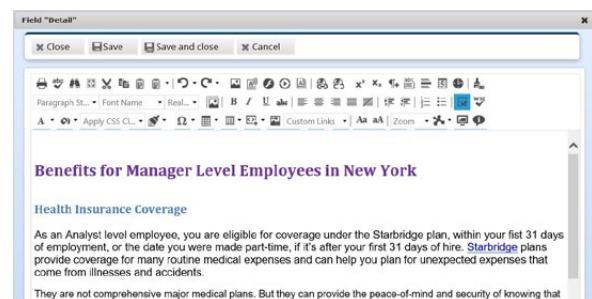 Field "Detail"
Close Save Save and close Cancel
Paragraph St... Font Name Real... B I U abc
A Apply CSS Cl... Ω Custom Links Aa aA Zoom
Benefits for Manager Level Employees in New York
Health Insurance Coverage
As an Analyst level employee, you are eligible for coverage under the Starbridge plan, within your fist 31 days
of employment, or the date you were made part-time, if it's after your first 31 days of hire. Starbridge plans
provide coverage for many routine medical expenses and can help you plan for unexpected expenses that
come from illnesses and accidents.
They are not comprehensive major medical plans. But they can provide the peace-of-mind and security of knowing that